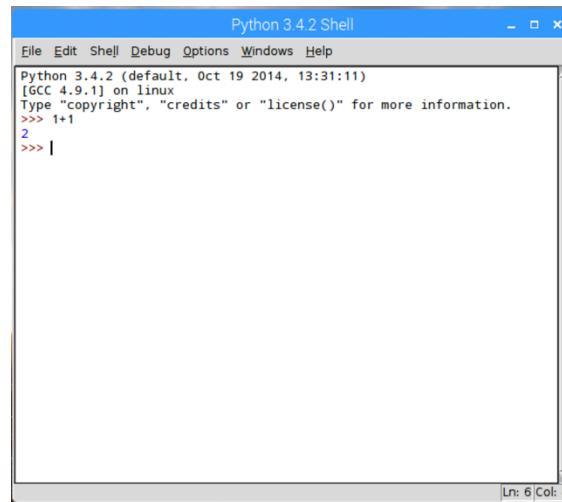 Python 3.4.2 Shell
File Edit Shell Debug Options Windows Help
Python 3.4.2 (default, Oct 19 2014, 13:31:11)
[GCC 4.9.1] on linux
Type "copyright", "credits" or "license()" for more information.
>>> 1+1
2
>>>
Ln: 6 Col: